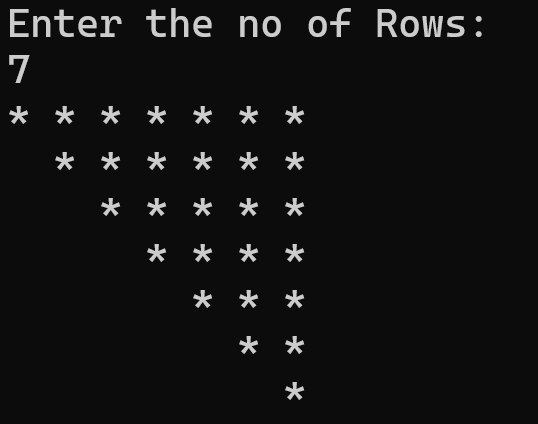 Enter the no of Rows:
7
* * * * * * *
  * * * * * *
    * * * * *
      * * * *
        * * *
          * *
            *